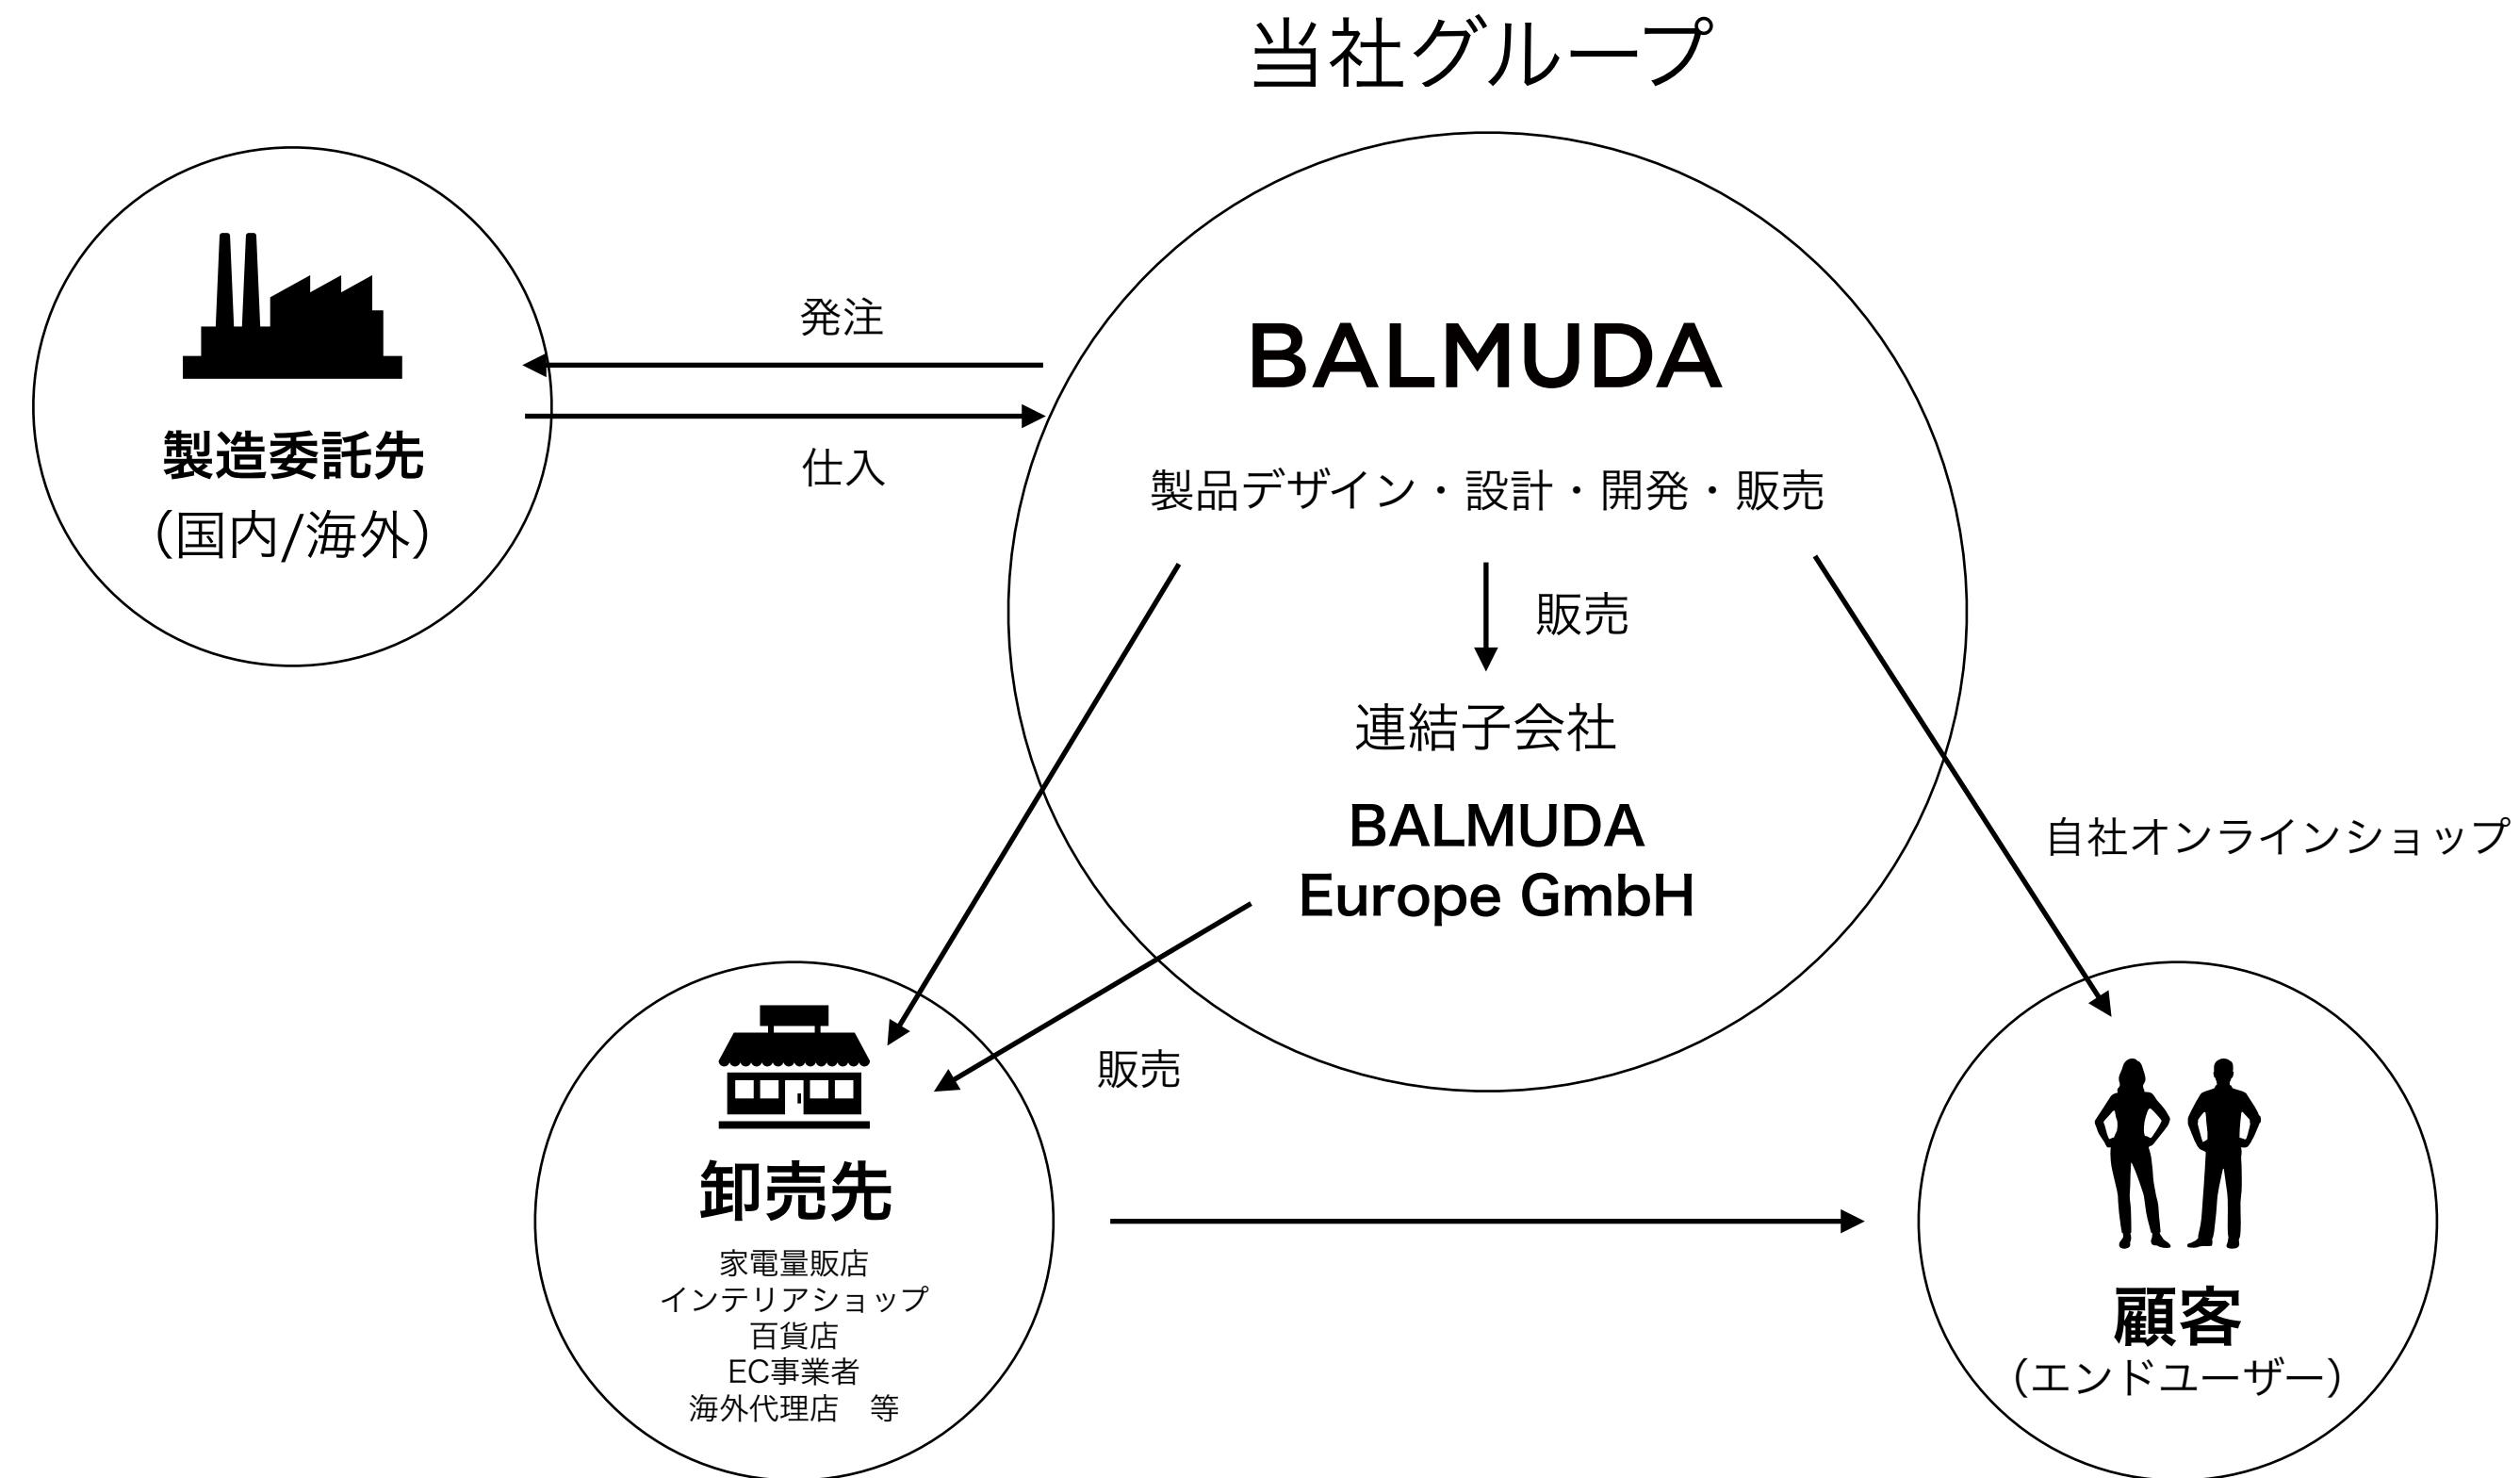 当社グループ
発注
仕入
製造委託先
（国内/海外）
BALMUDA
製品デザイン・設計・開発・販売
販売
連結子会社
BALMUDA
Europe GmbH
自社オンラインショップ
販売
卸売先
家電量販店
インテリアショップ
百貨店
EC事業者
海外代理店　等
顧客
（エンドユーザー）